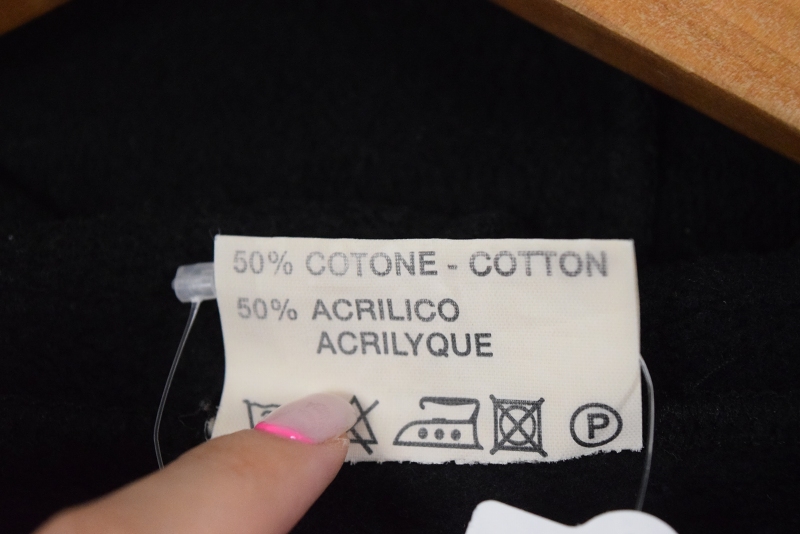 50% COTONE - COTTON
50% ACRILICO
ACRILYQUE
P